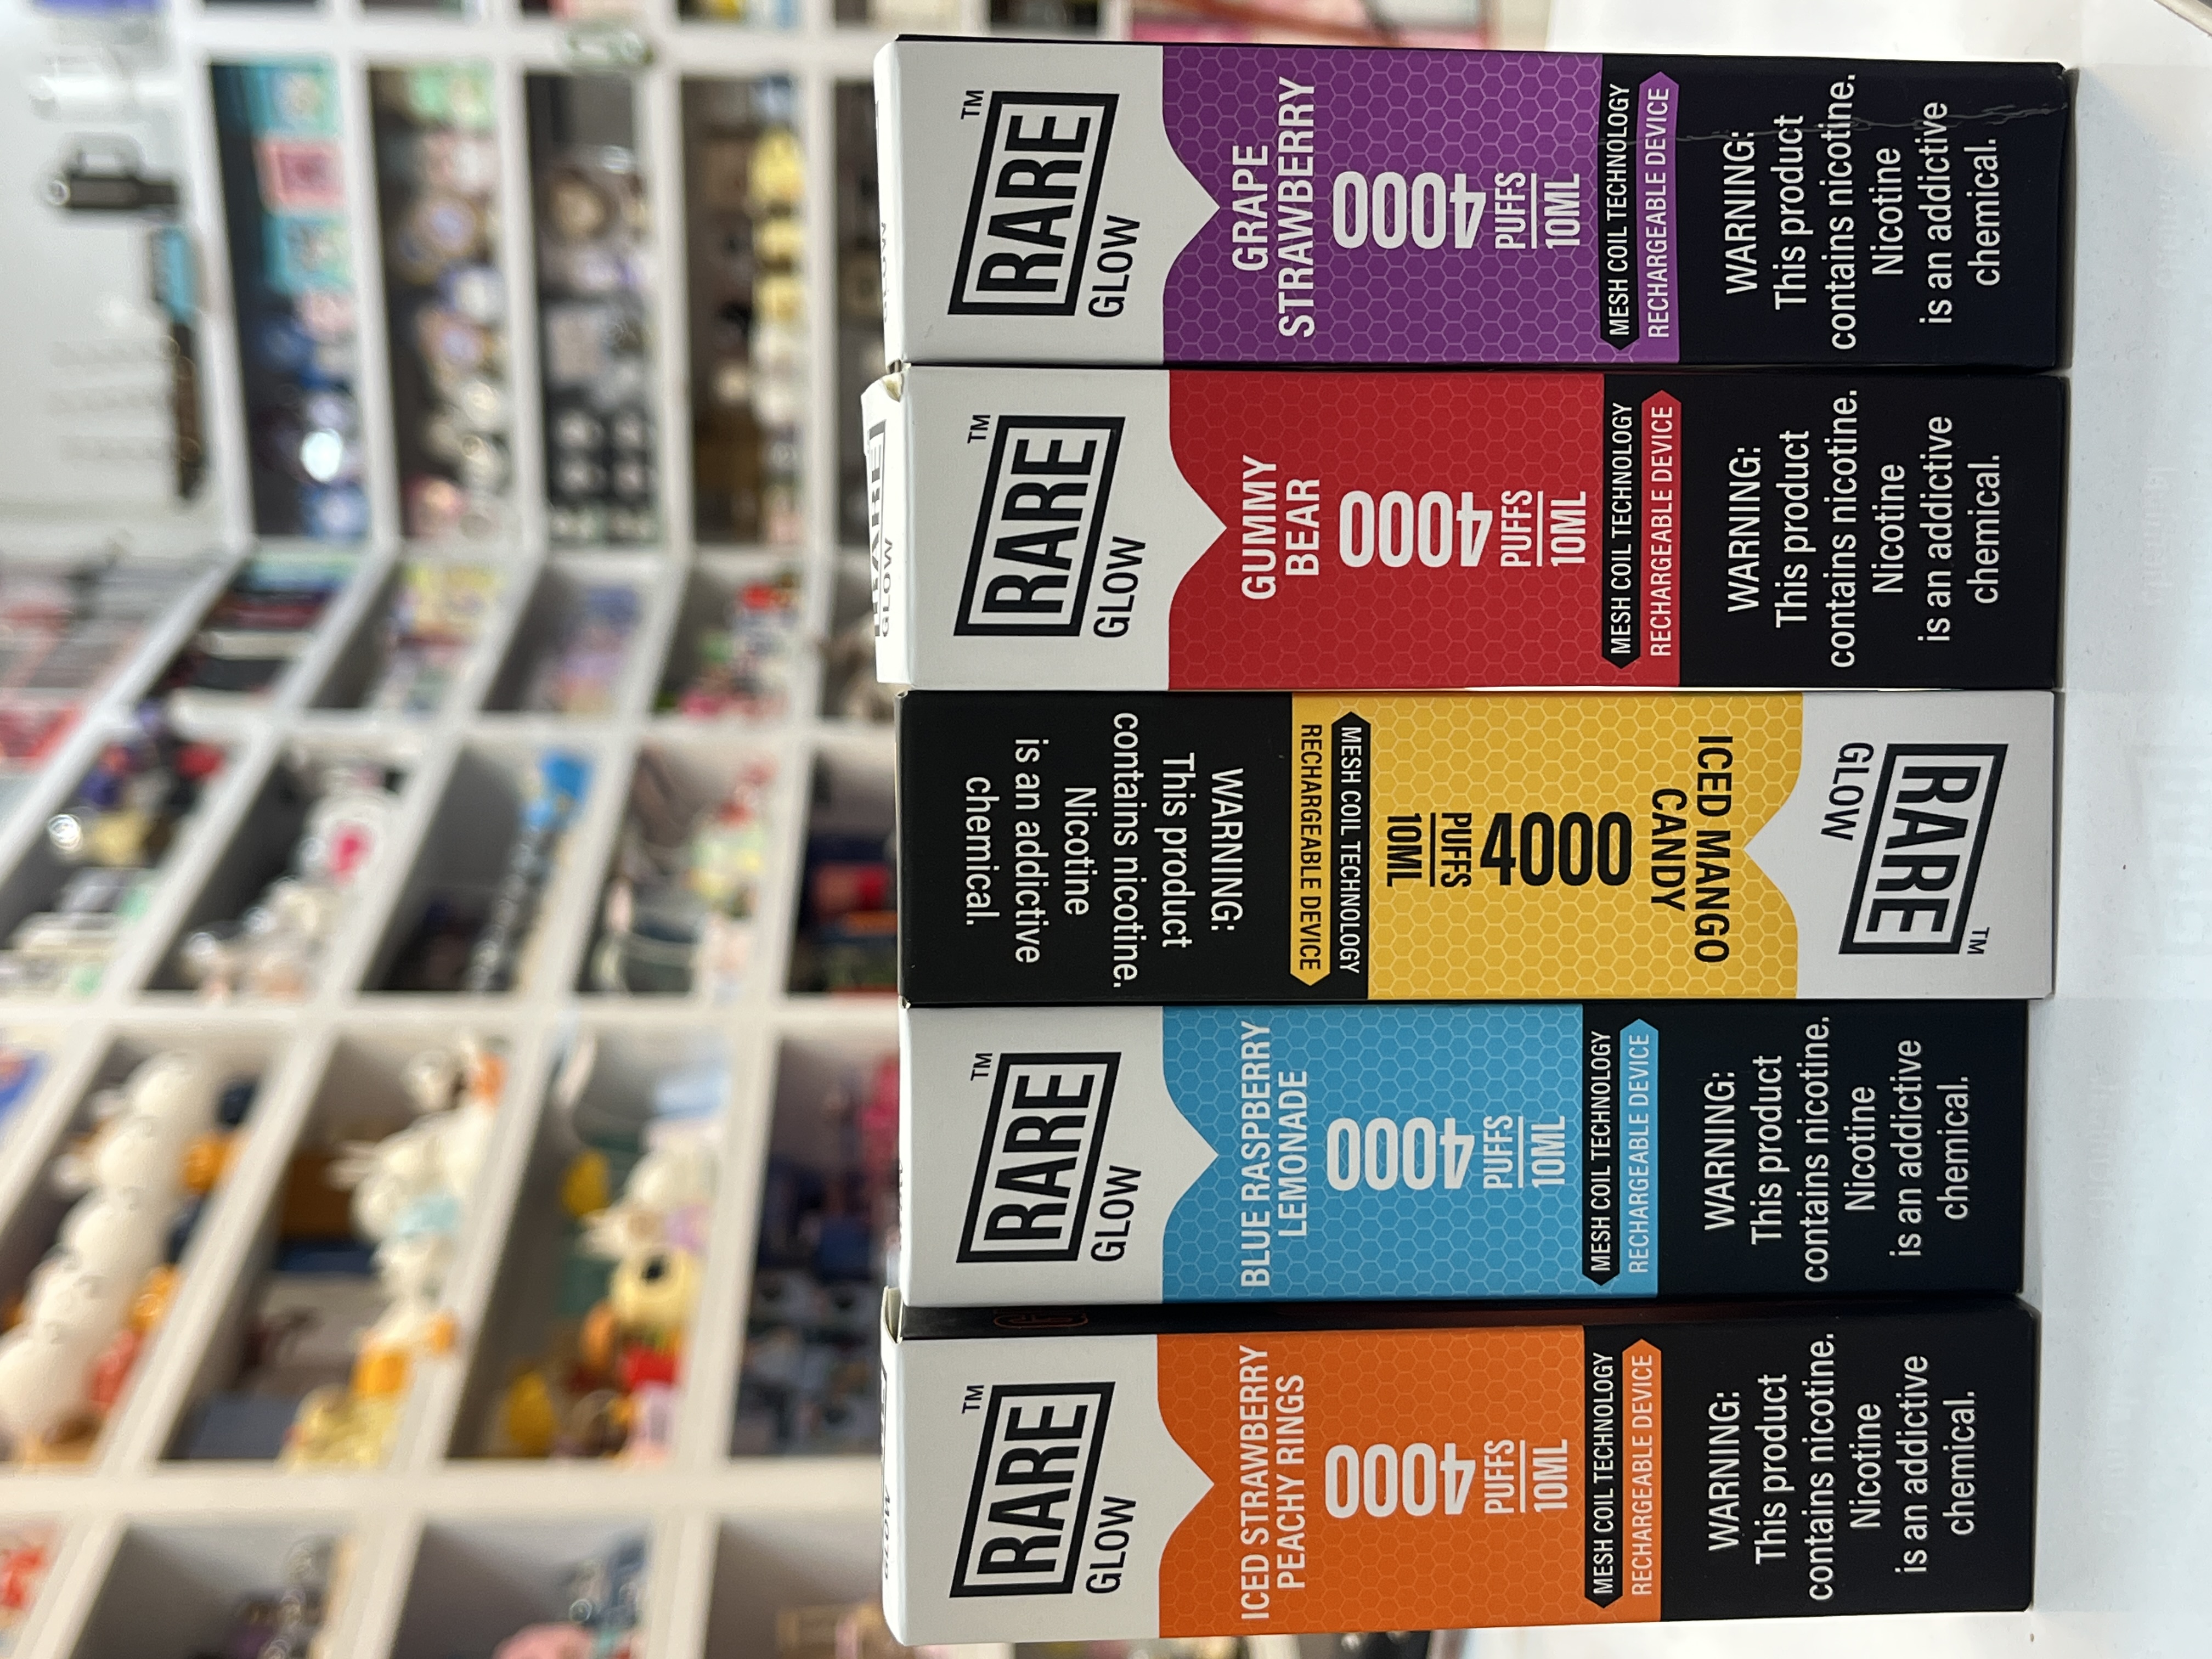 RARE™
GLOW
ICED STRAWBERRY
PEACHY RINGS
4000
PUFFS
10ML
MESH COIL TECHNOLOGY
RECHARGEABLE DEVICE
WARNING:
This product
contains nicotine.
Nicotine
is an addictive
chemical.
RARE™
GLOW
BLUE RASPBERRY
LEMONADE
4000
PUFFS
10ML
MESH COIL TECHNOLOGY
RECHARGEABLE DEVICE
WARNING:
This product
contains nicotine.
Nicotine
is an addictive
chemical.
RARE™
GLOW
ICED MANGO
CANDY
4000
PUFFS
10ML
MESH COIL TECHNOLOGY
RECHARGEABLE DEVICE
WARNING:
This product
contains nicotine.
Nicotine
is an addictive
chemical.
RARE
GLOW
RARE™
GLOW
GUMMY
BEAR
4000
PUFFS
10ML
MESH COIL TECHNOLOGY
RECHARGEABLE DEVICE
WARNING:
This product
contains nicotine.
Nicotine
is an addictive
chemical.
GLOW
RARE™
GLOW
GRAPE
STRAWBERRY
4000
PUFFS
10ML
MESH COIL TECHNOLOGY
RECHARGEABLE DEVICE
WARNING:
This product
contains nicotine.
Nicotine
is an addictive
chemical.